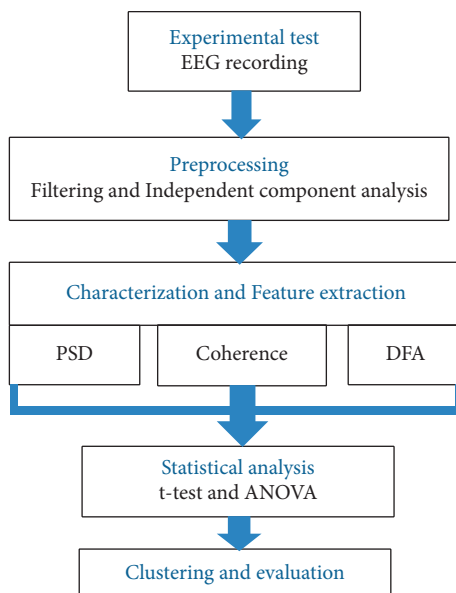 Experimental test
EEG recording
Preprocessing
Filtering and Independent component analysis
Characterization and Feature extraction
PSD
Coherence
DFA
Statistical analysis
t-test and ANOVA
Clustering and evaluation